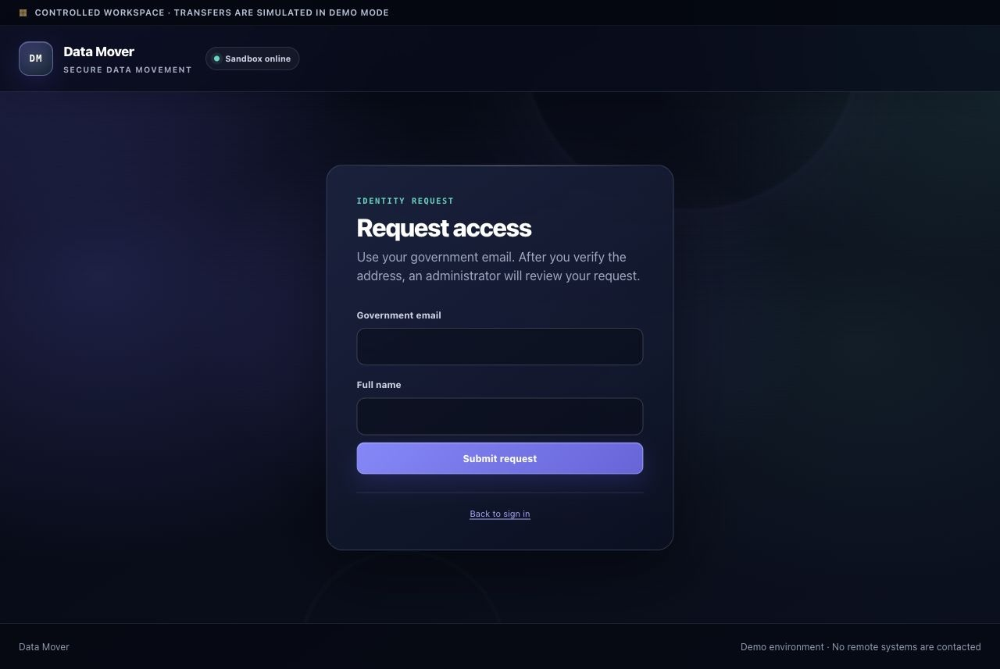 CONTROLLED WORKSPACE · TRANSFERS ARE SIMULATED IN DEMO MODE
DM
Data Mover
SECURE DATA MOVEMENT
Sandbox online
IDENTITY REQUEST
Request access
Use your government email. After you verify the
address, an administrator will review your request.
Government email
Full name
Submit request
Back to sign in
Data Mover
Demo environment · No remote systems are contacted